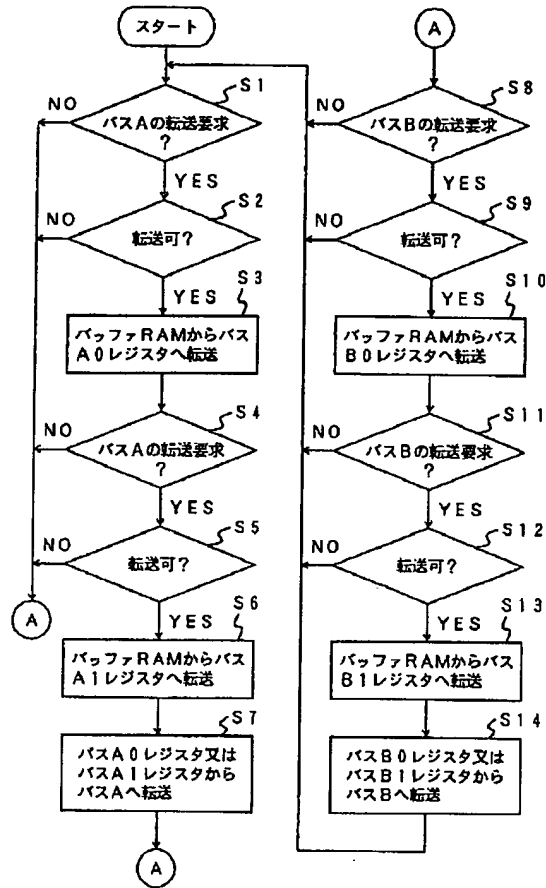 スタート
S1
NO
バスAの転送要求
?
YES
S2
NO
転送可?
YES
S3
バッファRAMからバス
A0レジスタへ転送
S4
NO
バスAの転送要求
?
YES
S5
NO
転送可?
A
YES
S6
バッファRAMからバス
A1レジスタへ転送
S7
バスA0レジスタ又は
バスA1レジスタから
バスAへ転送
A
A
S8
NO
バスBの転送要求
?
YES
S9
NO
転送可?
YES
S10
バッファRAMからバス
B0レジスタへ転送
S11
NO
バスBの転送要求
?
YES
S12
NO
転送可?
YES
S13
バッファRAMからバス
B1レジスタへ転送
S14
バスB0レジスタ又は
バスB1レジスタから
バスBへ転送